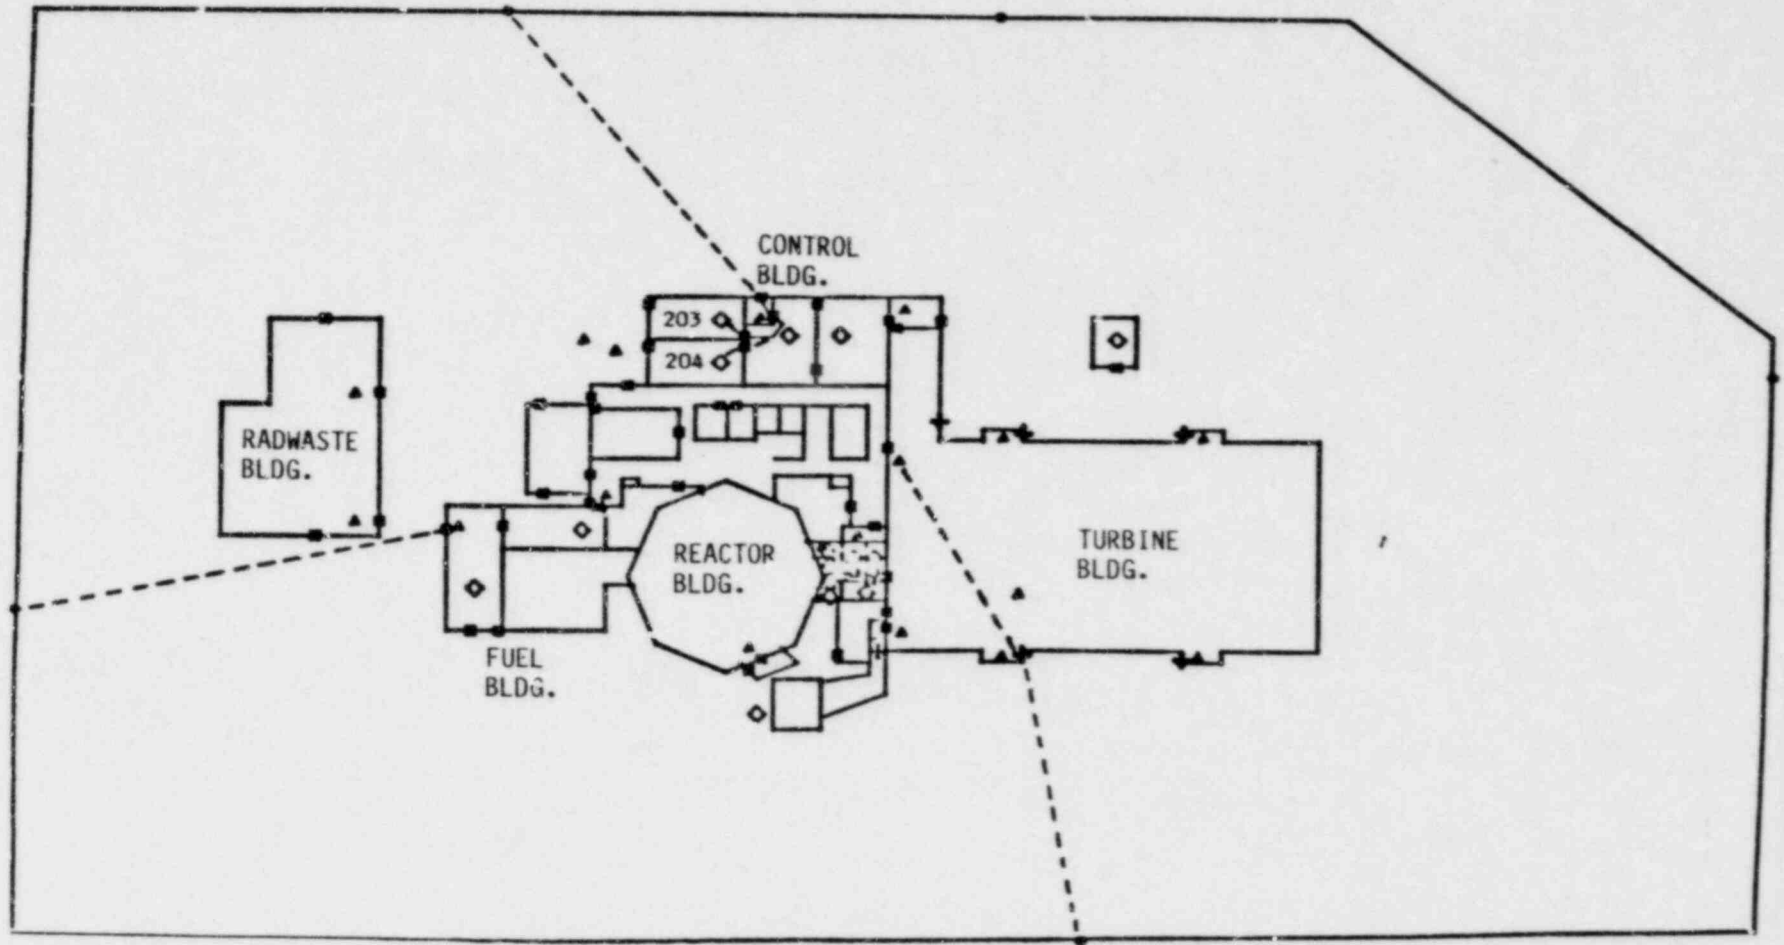 CONTROL
BLDG.
203
204
RADWASTE
BLDG.
REACTOR
BLDG.
TURBINE
BLDG.
FUEL
BLDG.